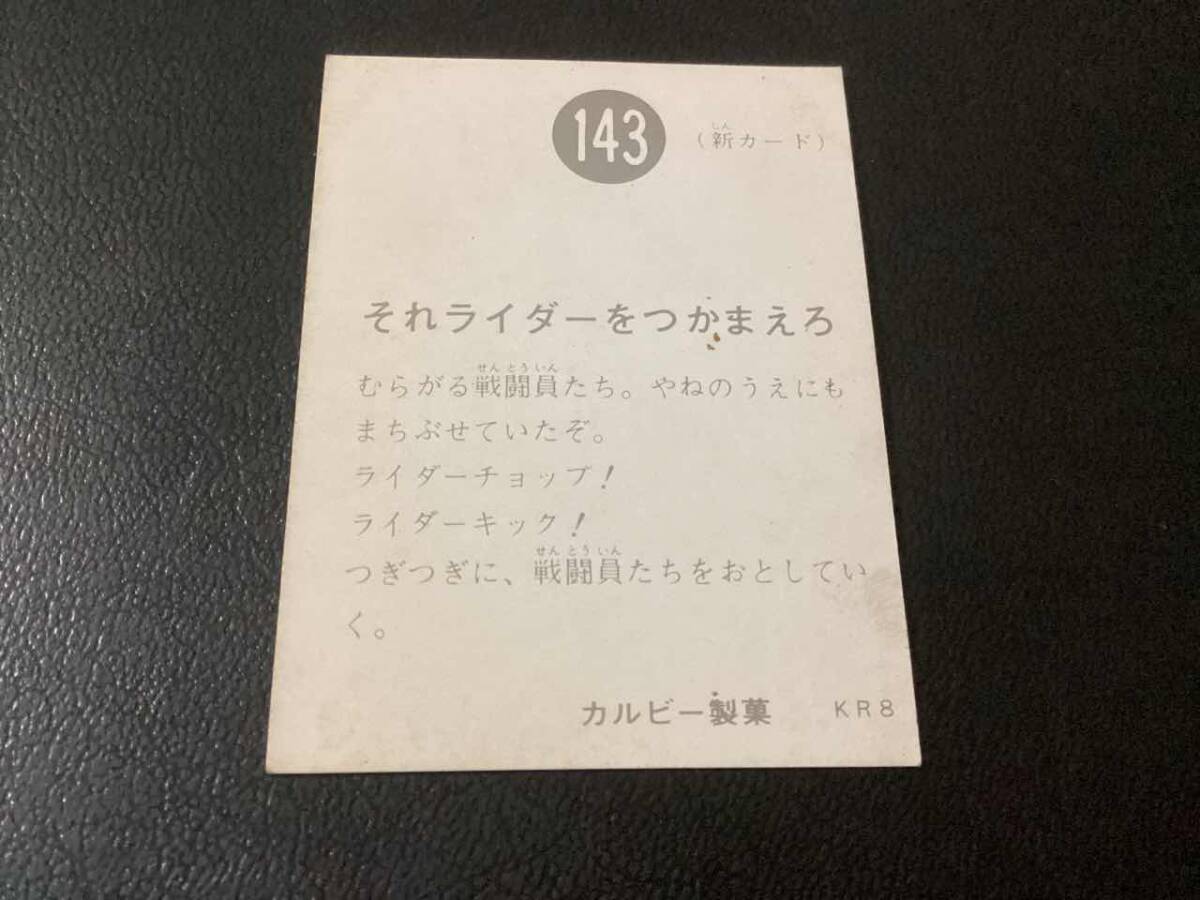 143
(新カード)
しん
それライダーをつかまえろ
せんとういん
むらがる戦闘員たち。やねのうえにも
まちぶせていたぞ。
ライダーチョップ!
ライダーキック!
せんとういん
つぎつぎに、戦闘員たちをおとしてい
く。
カルビー製菓 KR8